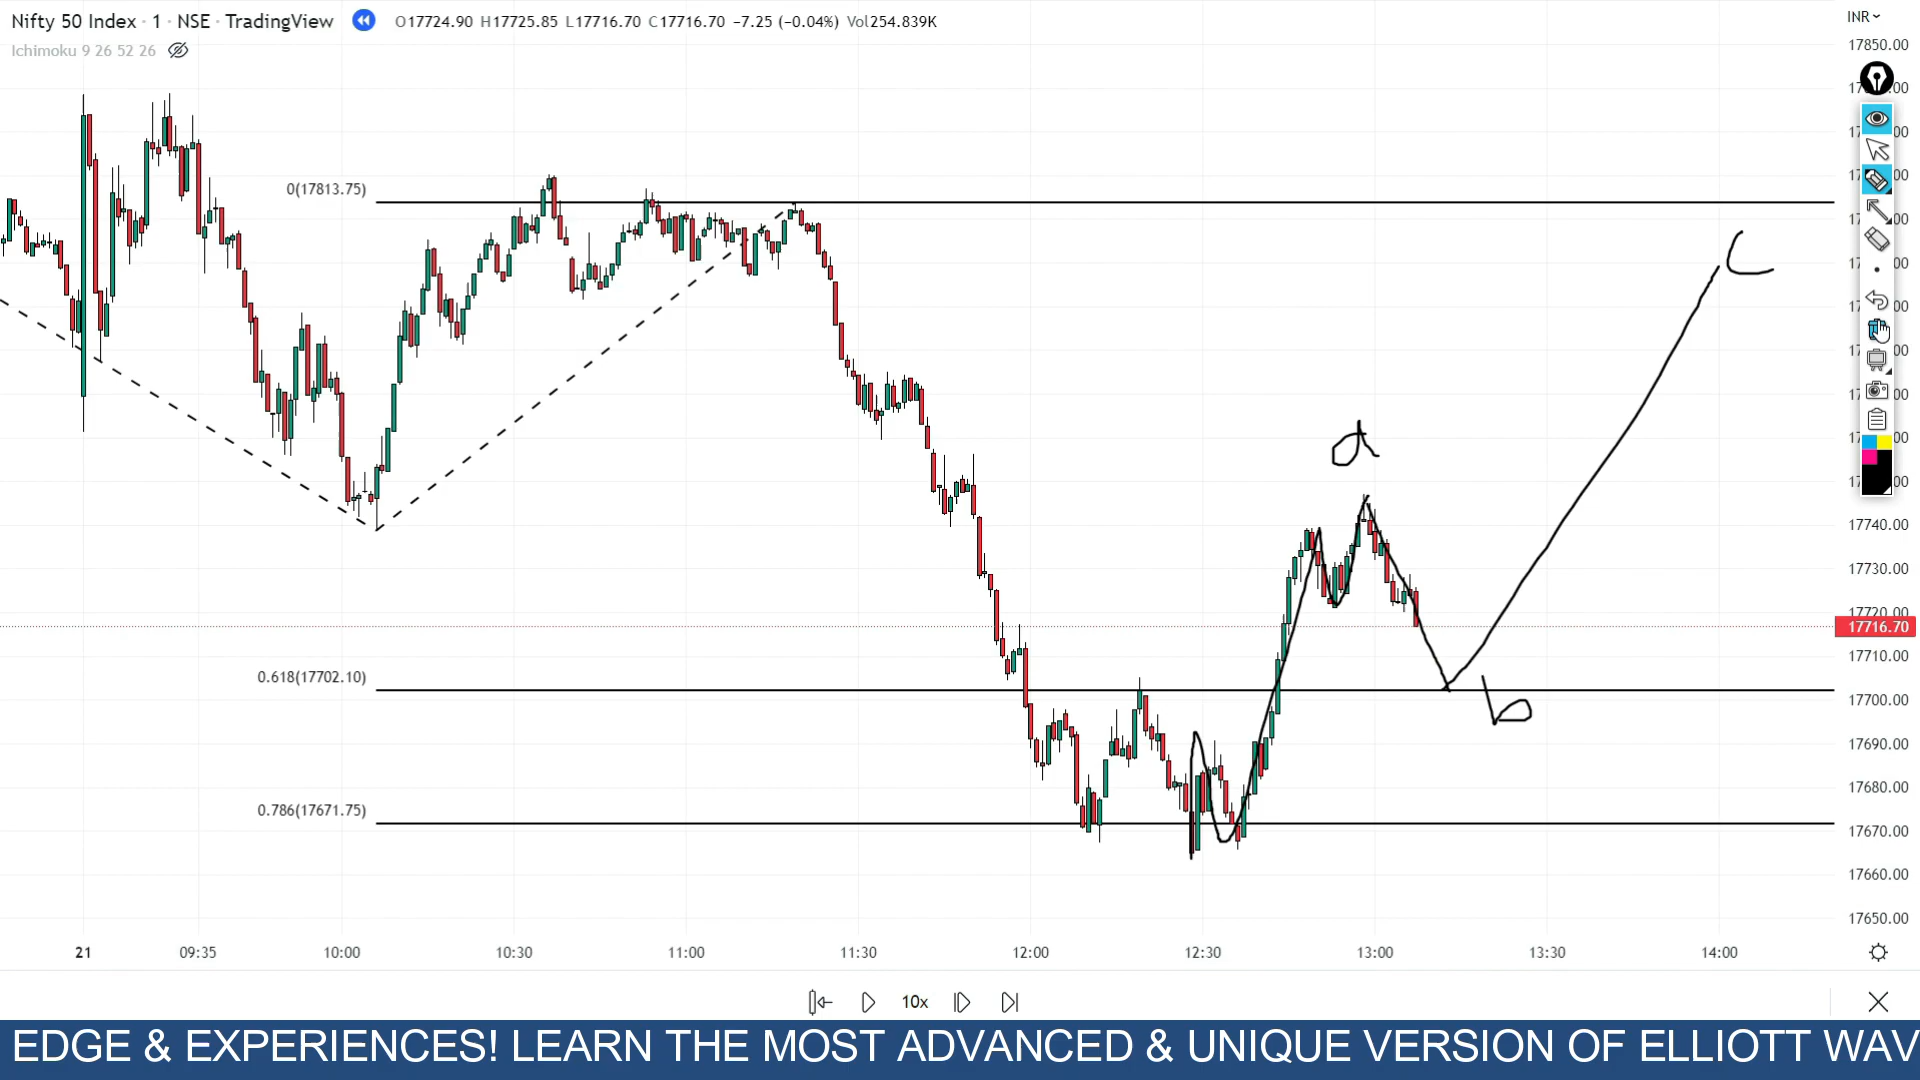 Nifty 50 Index · 1 · NSE · TradingView O17724.90 H17725.85 L17716.70 C17716.70 −7.25 (−0.04%) Vol254.839K
Ichimoku 9 26 52 26
INR
17850.00
0(17813.75)
C
a
17740.00
17730.00
17720.00
17716.70
17710.00
0.618(17702.10)
17700.00
b
17690.00
17680.00
0.786(17671.75)
17670.00
17660.00
17650.00
21 09:35 10:00 10:30 11:00 11:30 12:00 12:30 13:00 13:30 14:00
10x
EDGE & EXPERIENCES! LEARN THE MOST ADVANCED & UNIQUE VERSION OF ELLIOTT WAV